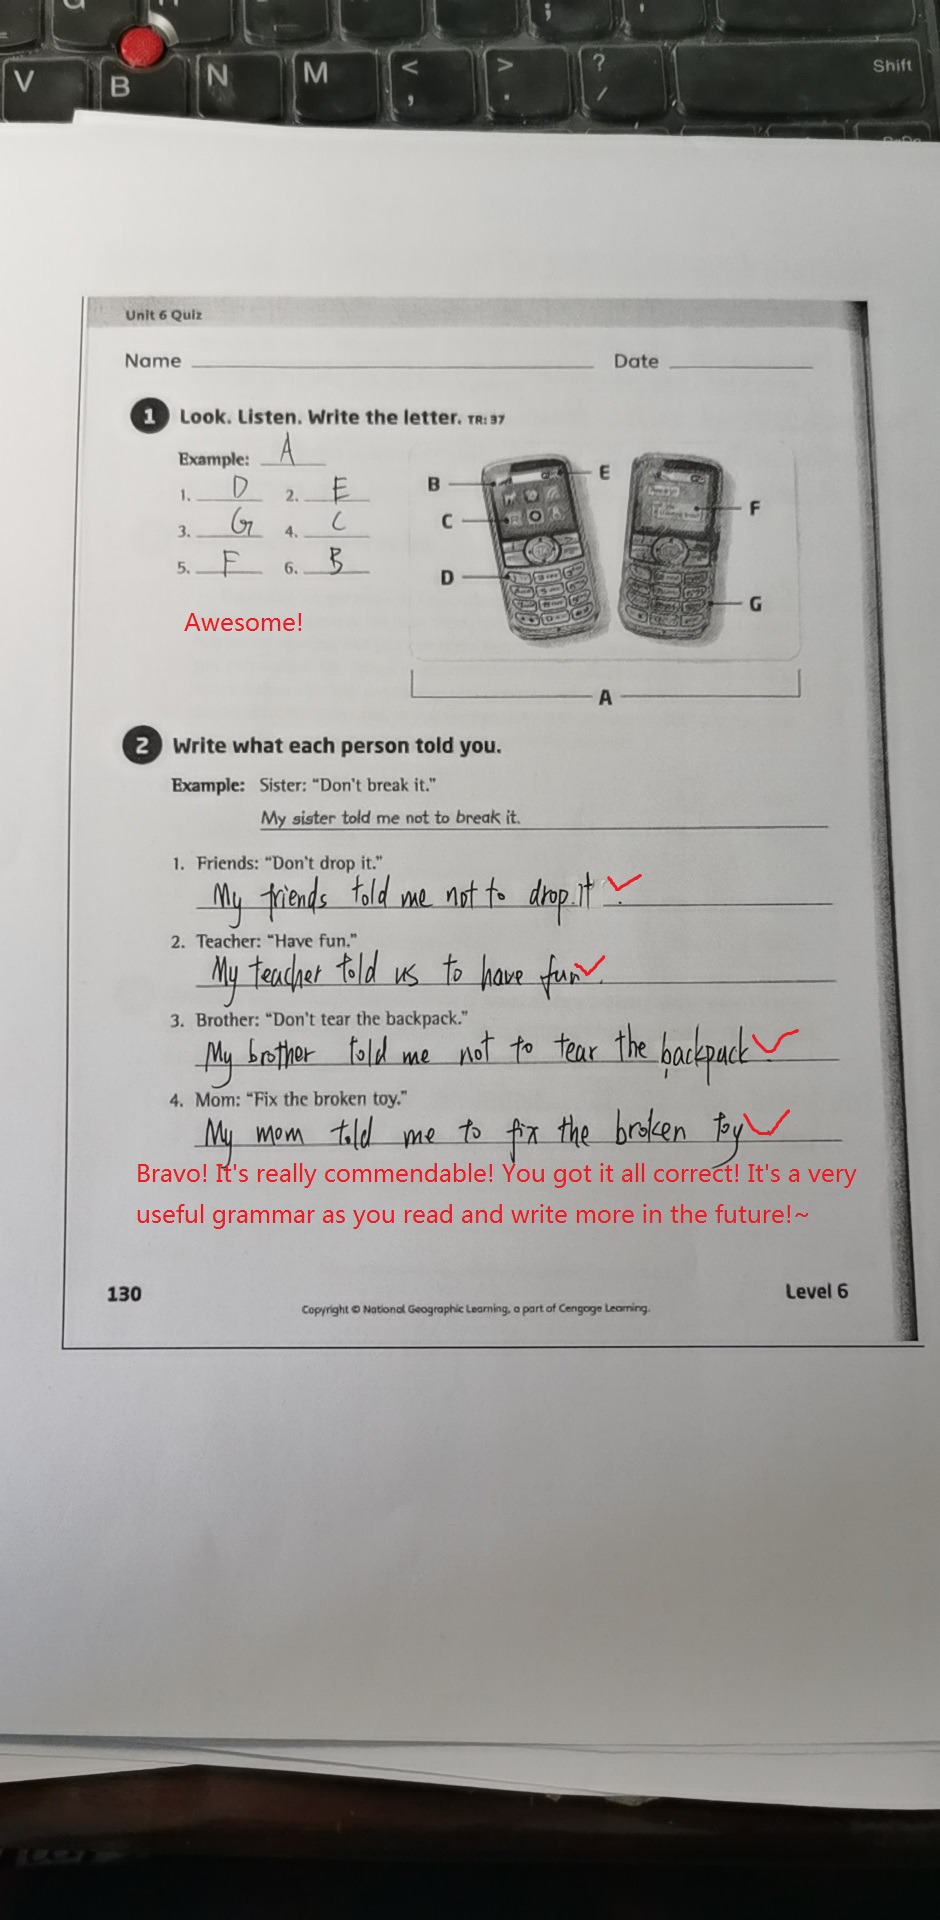 V B N M < , > . ? / Shift
Unit 6 Quiz
Name Date
1 Look. Listen. Write the letter. TR: 37
Example: A
1. D 2. E
3. G 4. C
5. F 6. B
Awesome!
B E
C F
D G
A
2 Write what each person told you.
Example: Sister: "Don't break it."
My sister told me not to break it.
1. Friends: "Don't drop it."
My friends told me not to drop it.
2. Teacher: "Have fun."
My teacher told us to have fun.
3. Brother: "Don't tear the backpack."
My brother told me not to tear the backpack
4. Mom: "Fix the broken toy."
My mom told me to fix the broken toy
Bravo! It's really commendable! You got it all correct! It's a very
useful grammar as you read and write more in the future!~
130 Level 6
Copyright © National Geographic Learning, a part of Cengage Learning.